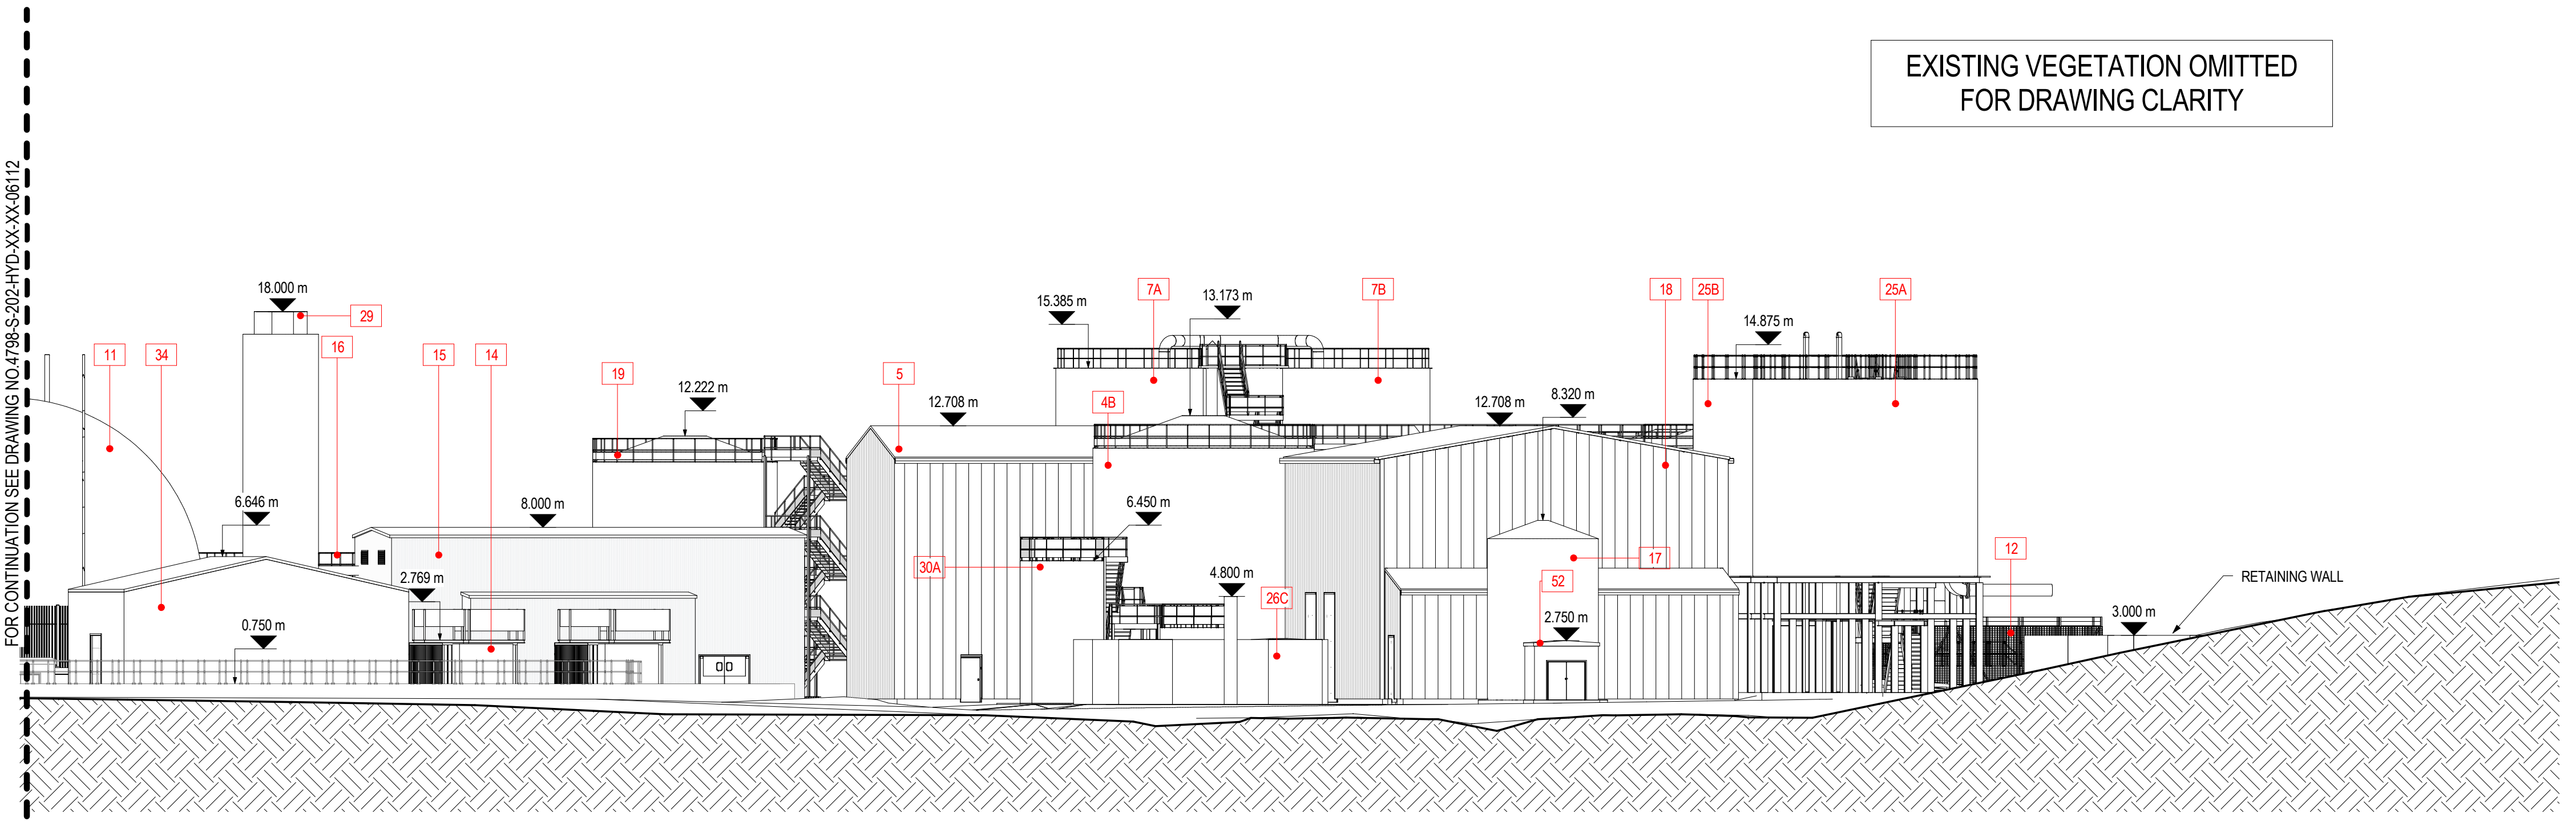 EXISTING VEGETATION OMITTED
FOR DRAWING CLARITY
FOR CONTINUATION SEE DRAWING NO.4798-S-202-HYD-XX-XX-XX-06112
18.000 m
29
11
34
16
15
14
19
12.222 m
5
12.708 m
15.385 m
7A
13.173 m
7B
4B
12.708 m
8.320 m
18
25B
14.875 m
25A
6.646 m
8.000 m
2.769 m
0.750 m
30A
6.450 m
4.800 m
26C
17
52
2.750 m
12
RETAINING WALL
3.000 m